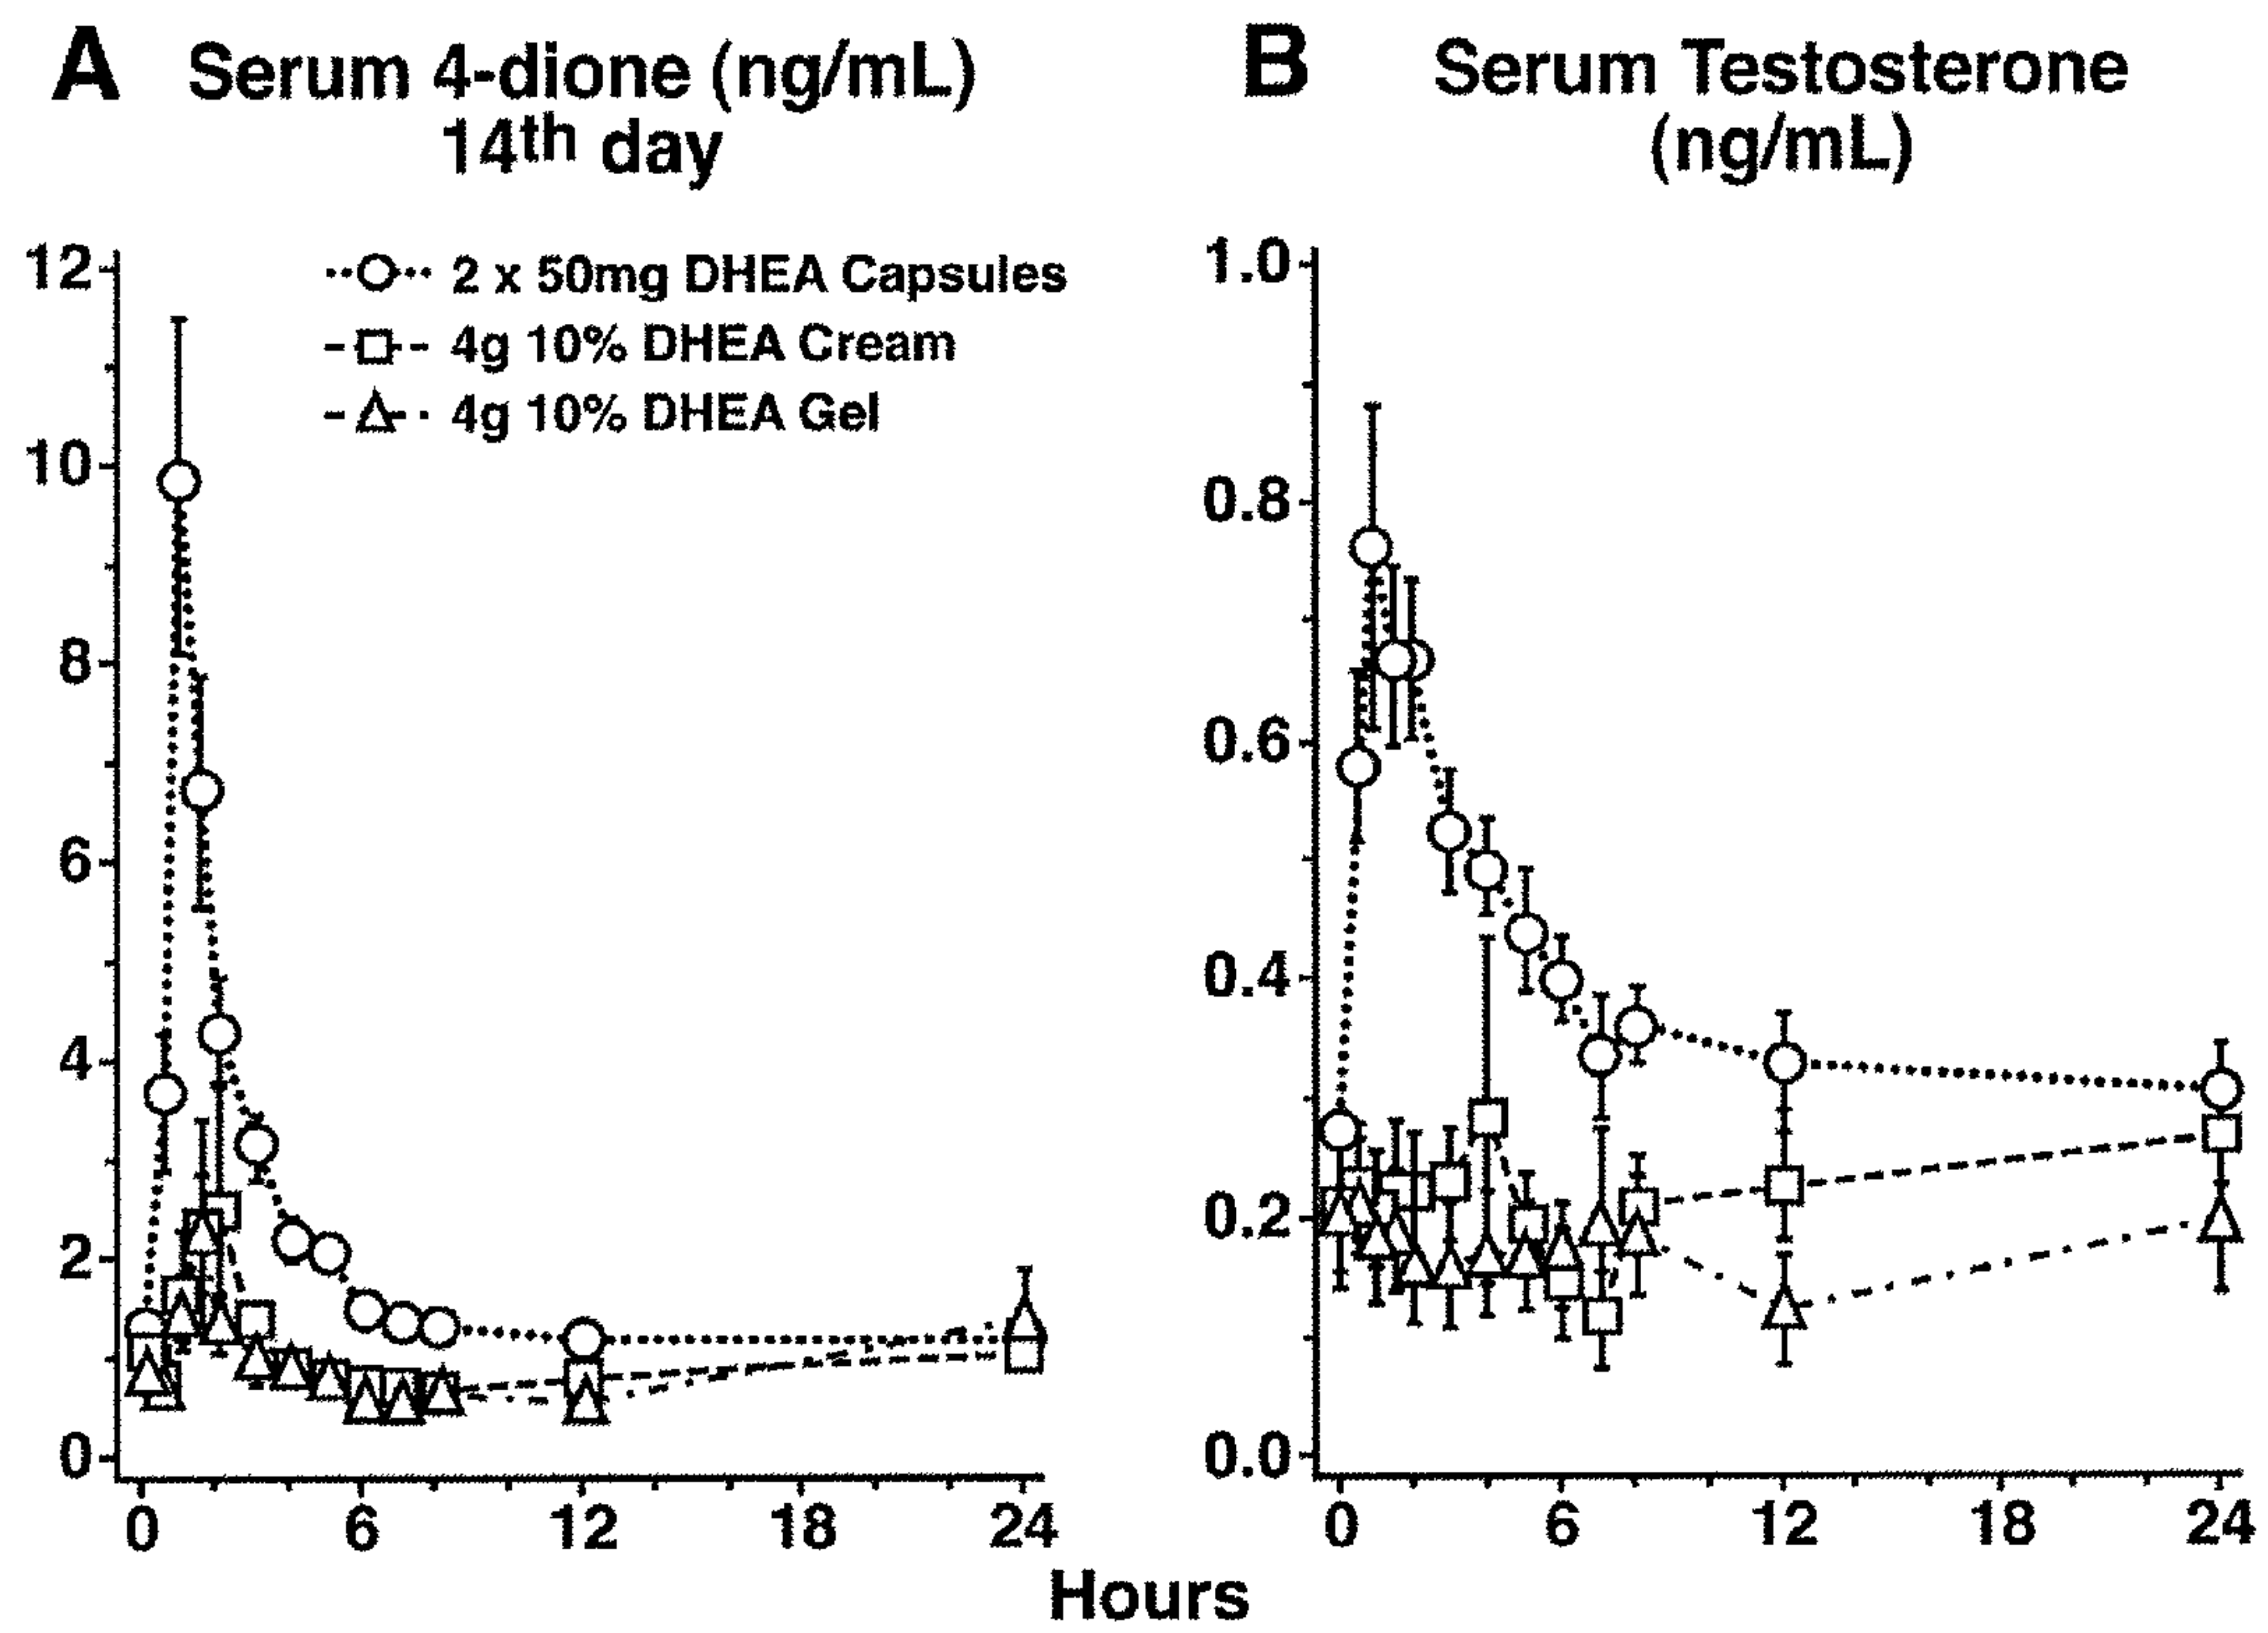 A Serum 4-dione (ng/mL)
14th day
12
10
8
6
4
2
0
2 x 50mg DHEA Capsules
4g 10% DHEA Cream
4g 10% DHEA Gel
0 6 12 18 24
B Serum Testosterone
(ng/mL)
1.0
0.8
0.6
0.4
0.2
0.0
0 6 12 18 24
Hours